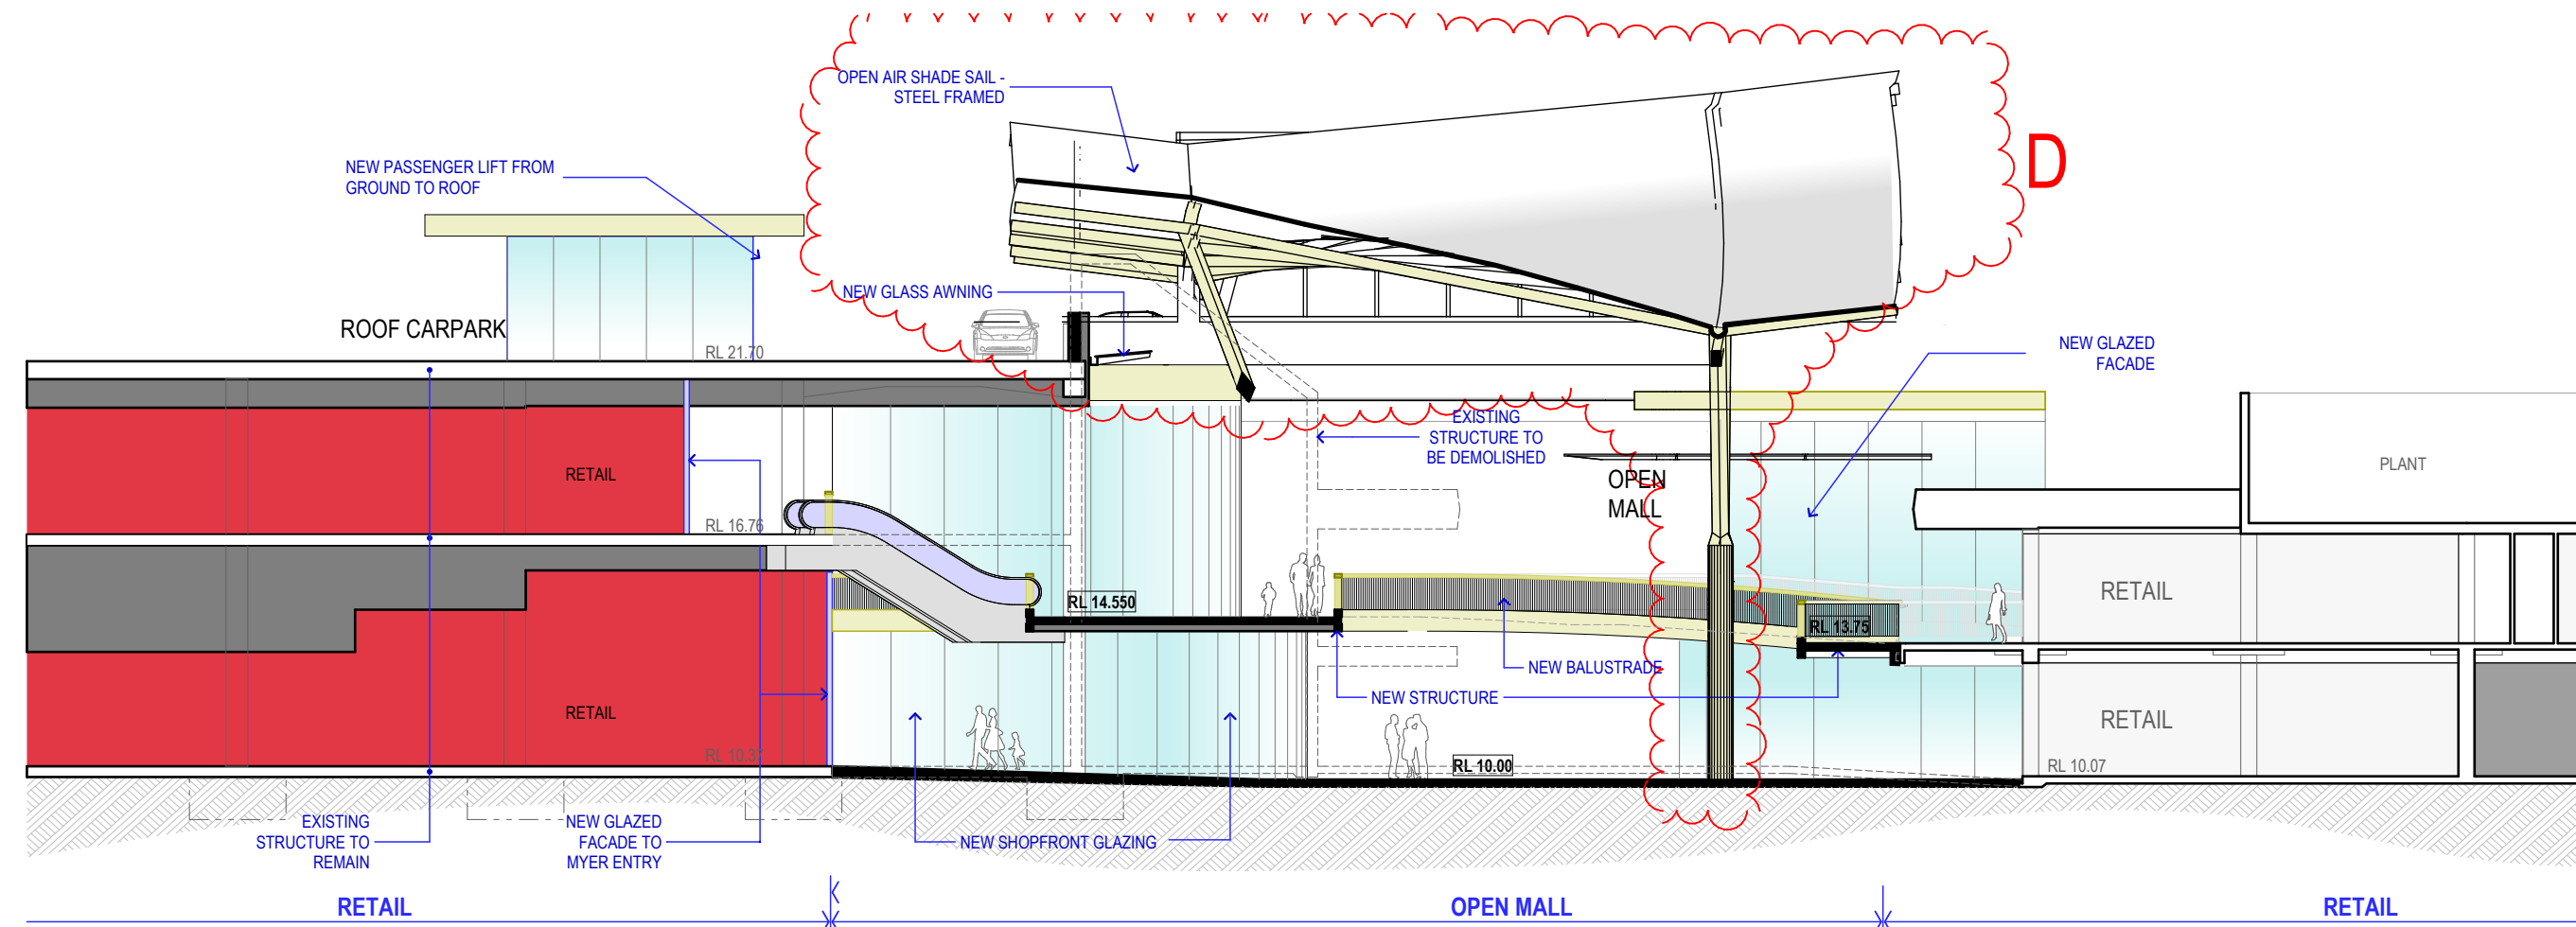 OPEN AIR SHADE SAIL -
STEEL FRAMED
D
NEW PASSENGER LIFT FROM
GROUND TO ROOF
NEW GLASS AWNING
ROOF CARPARK
RL 21.70
NEW GLAZED
FACADE
EXISTING
STRUCTURE TO
BE DEMOLISHED
RETAIL
OPEN
MALL
PLANT
RL 16.76
RL 14.550
RETAIL
RL 13.75
NEW BALUSTRADE
NEW STRUCTURE
RETAIL
RETAIL
RL 10.37
RL 10.00
RL 10.07
EXISTING
STRUCTURE TO
REMAIN
NEW GLAZED
FACADE TO
MYER ENTRY
NEW SHOPFRONT GLAZING
RETAIL
OPEN MALL
RETAIL